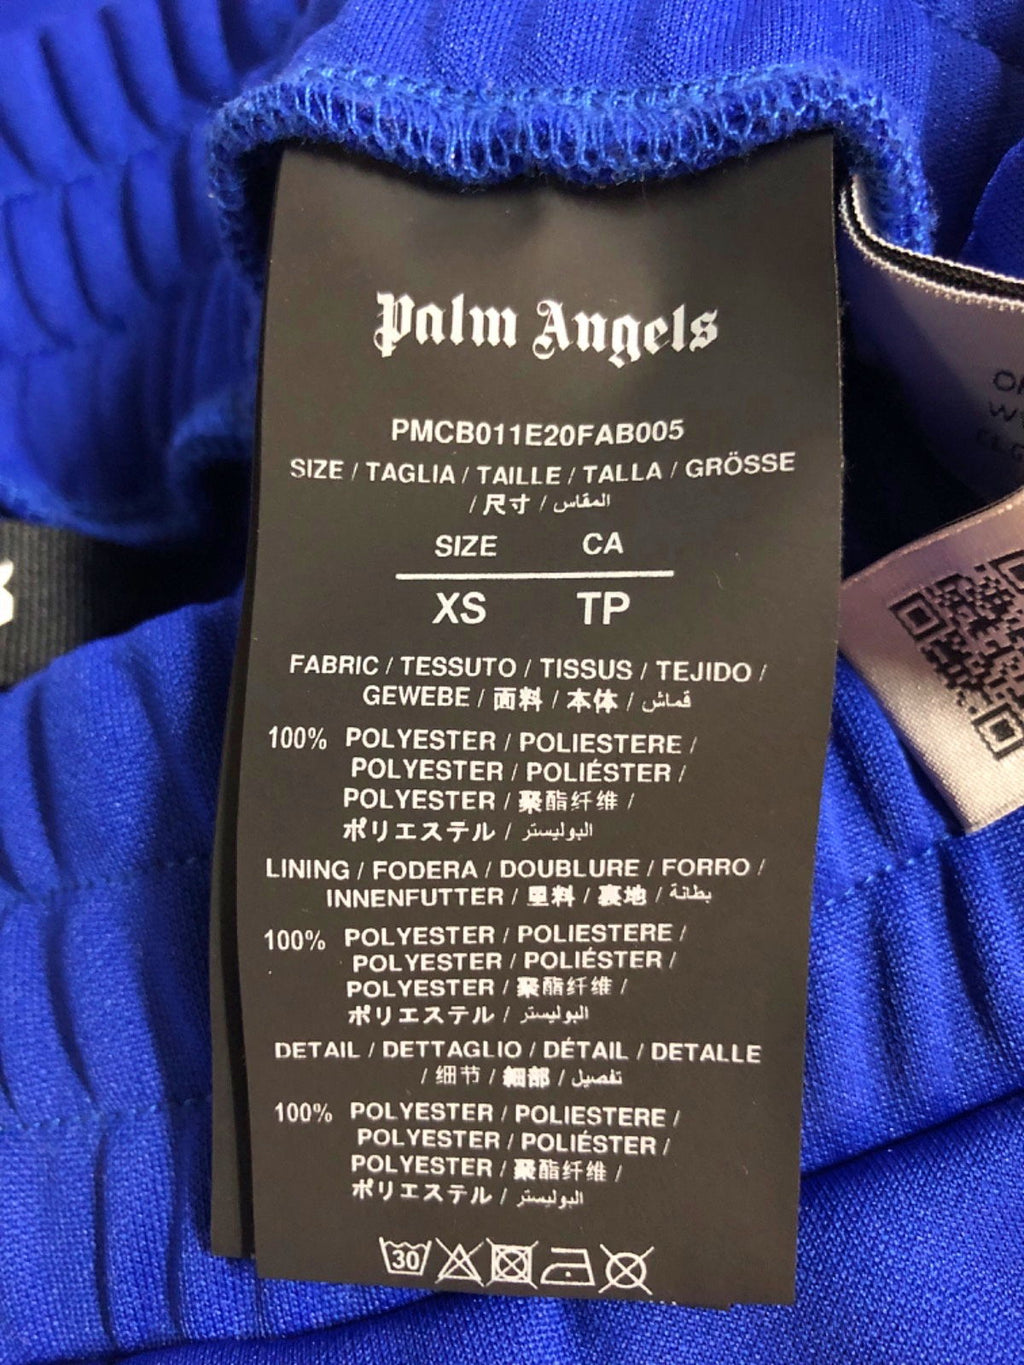 Palm Angels
PMCB011E20FAB005
SIZE / TAGLIA / TAILLE / TALLA / GRÖSSE
/ 尺寸 / المقاس
SIZE CA
XS TP
FABRIC / TESSUTO / TISSUS / TEJIDO /
GEWEBE / 面料 / 本体 / قماش
100% POLYESTER / POLIESTERE /
POLYESTER / POLIÉSTER /
POLYESTER / 聚酯纤维 /
ポリエステル / البوليستر
LINING / FODERA / DOUBLURE / FORRO /
INNENFUTTER / 里料 / 裏地 / بطانة
100% POLYESTER / POLIESTERE /
POLYESTER / POLIÉSTER /
POLYESTER / 聚酯纤维 /
ポリエステル / البوليستر
DETAIL / DETTAGLIO / DÉTAIL / DETALLE
/ 细节 / 細部 / تفصيل
100% POLYESTER / POLIESTERE /
POLYESTER / POLIÉSTER /
POLYESTER / 聚酯纤维 /
ポリエステル / البوليستر
30